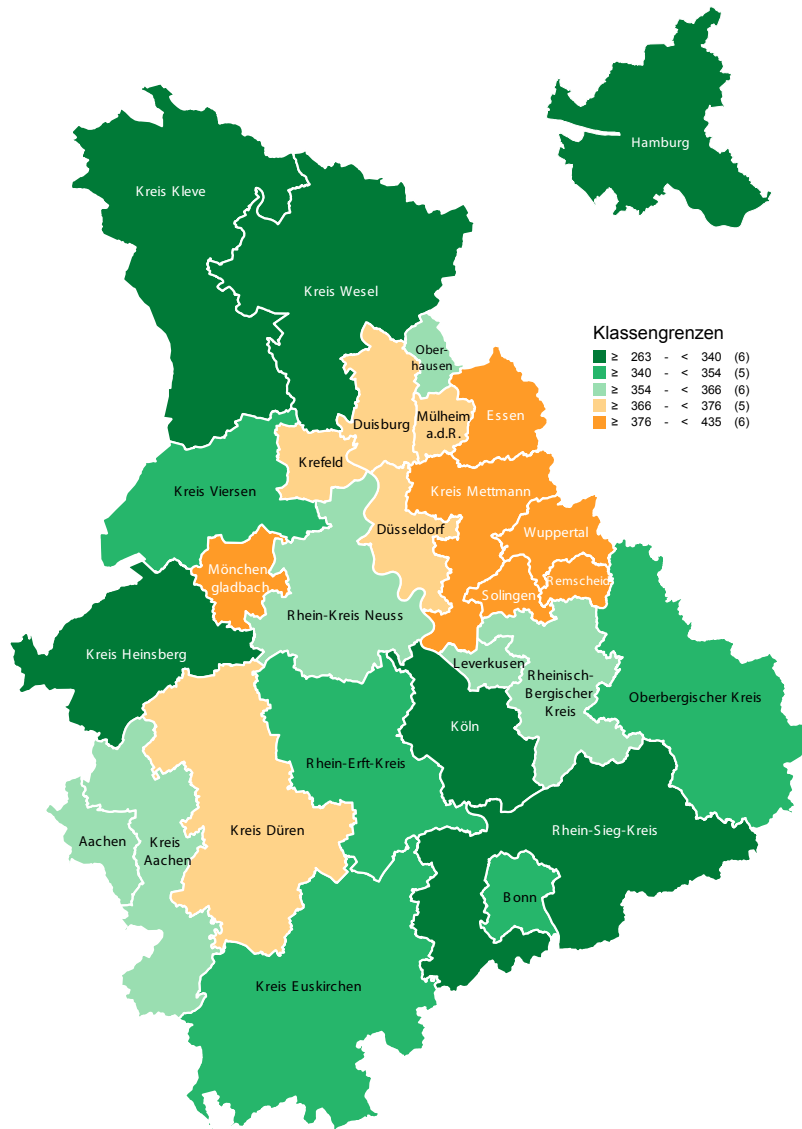 Hamburg
Kreis Kleve
Kreis Wesel
Klassengrenzen
≥ 263 - < 340 (6)
≥ 340 - < 354 (5)
≥ 354 - < 366 (6)
≥ 366 - < 376 (5)
≥ 376 - < 435 (6)
Ober-
hausen
Essen
Duisburg
Mülheim
a.d.R.
Krefeld
Kreis Viersen
Kreis Mettmann
Düsseldorf
Wuppertal
Mönchen
gladbach
Remscheid
Solingen
Rhein-Kreis Neuss
Kreis Heinsberg
Leverkusen
Rheinisch-
Bergischer
Kreis
Oberbergischer Kreis
Köln
Rhein-Erft-Kreis
Kreis Düren
Rhein-Sieg-Kreis
Aachen
Kreis
Aachen
Bonn
Kreis Euskirchen